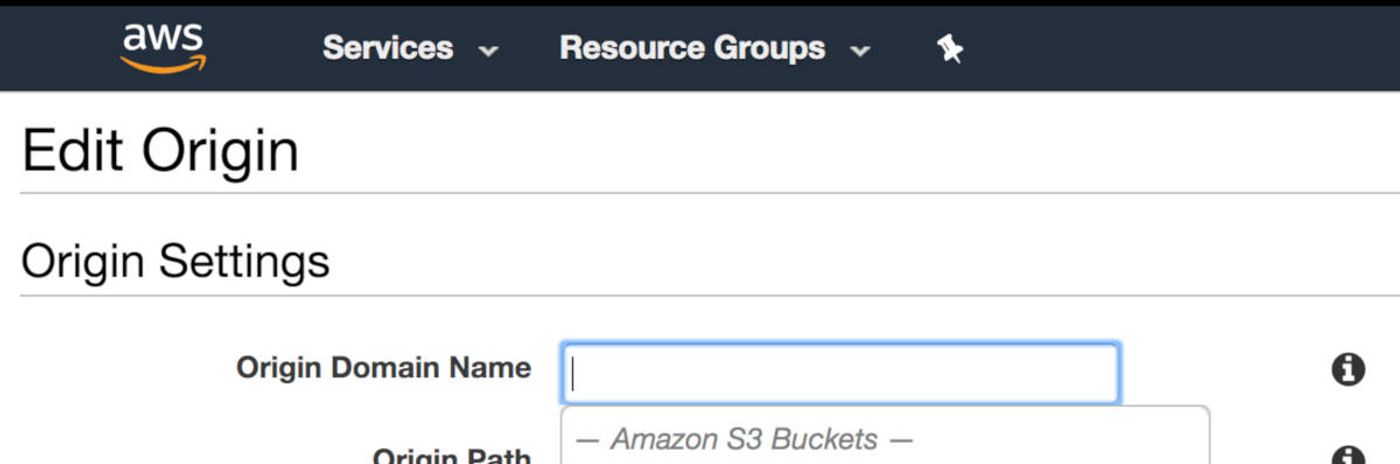 aws Services Resource Groups
Edit Origin
Origin Settings
Origin Domain Name
— Amazon S3 Buckets —
Origin Path